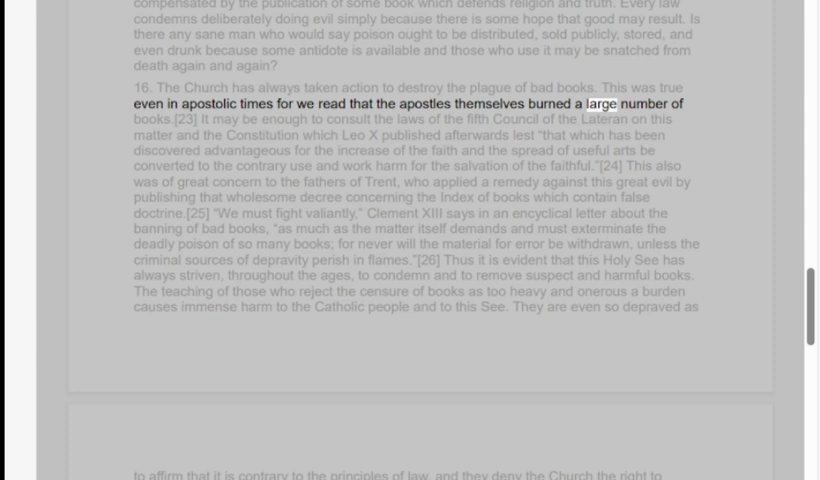 compensated by the publication of some book which defends religion and truth. Every law
condemns deliberately doing evil simply because there is some hope that good may result. Is
there any sane man who would say poison ought to be distributed, sold publicly, stored, and
even drunk because some antidote is available and those who use it may be snatched from
death again and again?
16. The Church has always taken action to destroy the plague of bad books. This was true
even in apostolic times for we read that the apostles themselves burned a large number of
books.[23] It may be enough to consult the laws of the fifth Council of the Lateran on this
matter and the Constitution which Leo X published afterwards lest "that which has been
discovered advantageous for the increase of the faith and the spread of useful arts be
converted to the contrary use and work harm for the salvation of the faithful."[24] This also
was of great concern to the fathers of Trent, who applied a remedy against this great evil by
publishing that wholesome decree concerning the Index of books which contain false
doctrine.[25] "We must fight valiantly," Clement XIII says in an encyclical letter about the
banning of bad books, "as much as the matter itself demands and must exterminate the
deadly poison of so many books; for never will the material for error be withdrawn, unless the
criminal sources of depravity perish in flames."[26] Thus it is evident that this Holy See has
always striven, throughout the ages, to condemn and to remove suspect and harmful books.
The teaching of those who reject the censure of books as too heavy and onerous a burden
causes immense harm to the Catholic people and to this See. They are even so depraved as
to affirm that it is contrary to the principles of law, and they deny the Church the right to